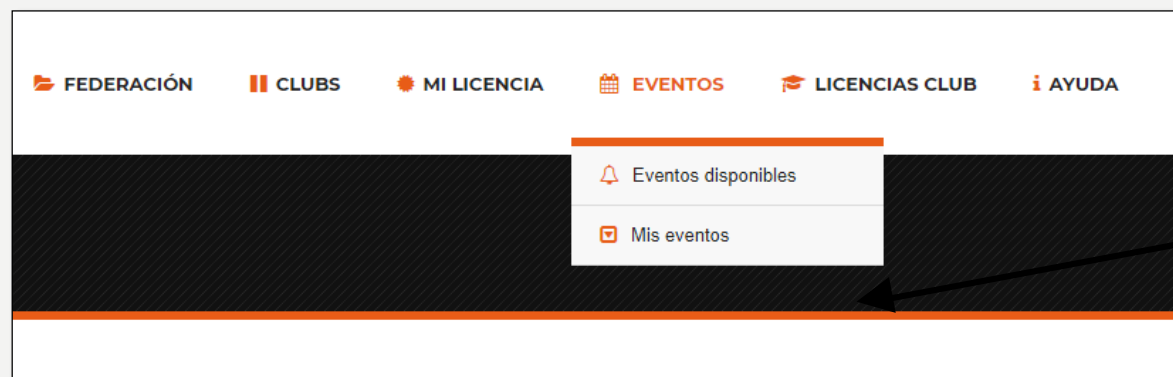 FEDERACIÓN CLUBS MI LICENCIA EVENTOS LICENCIAS CLUB AYUDA
Eventos disponibles
Mis eventos